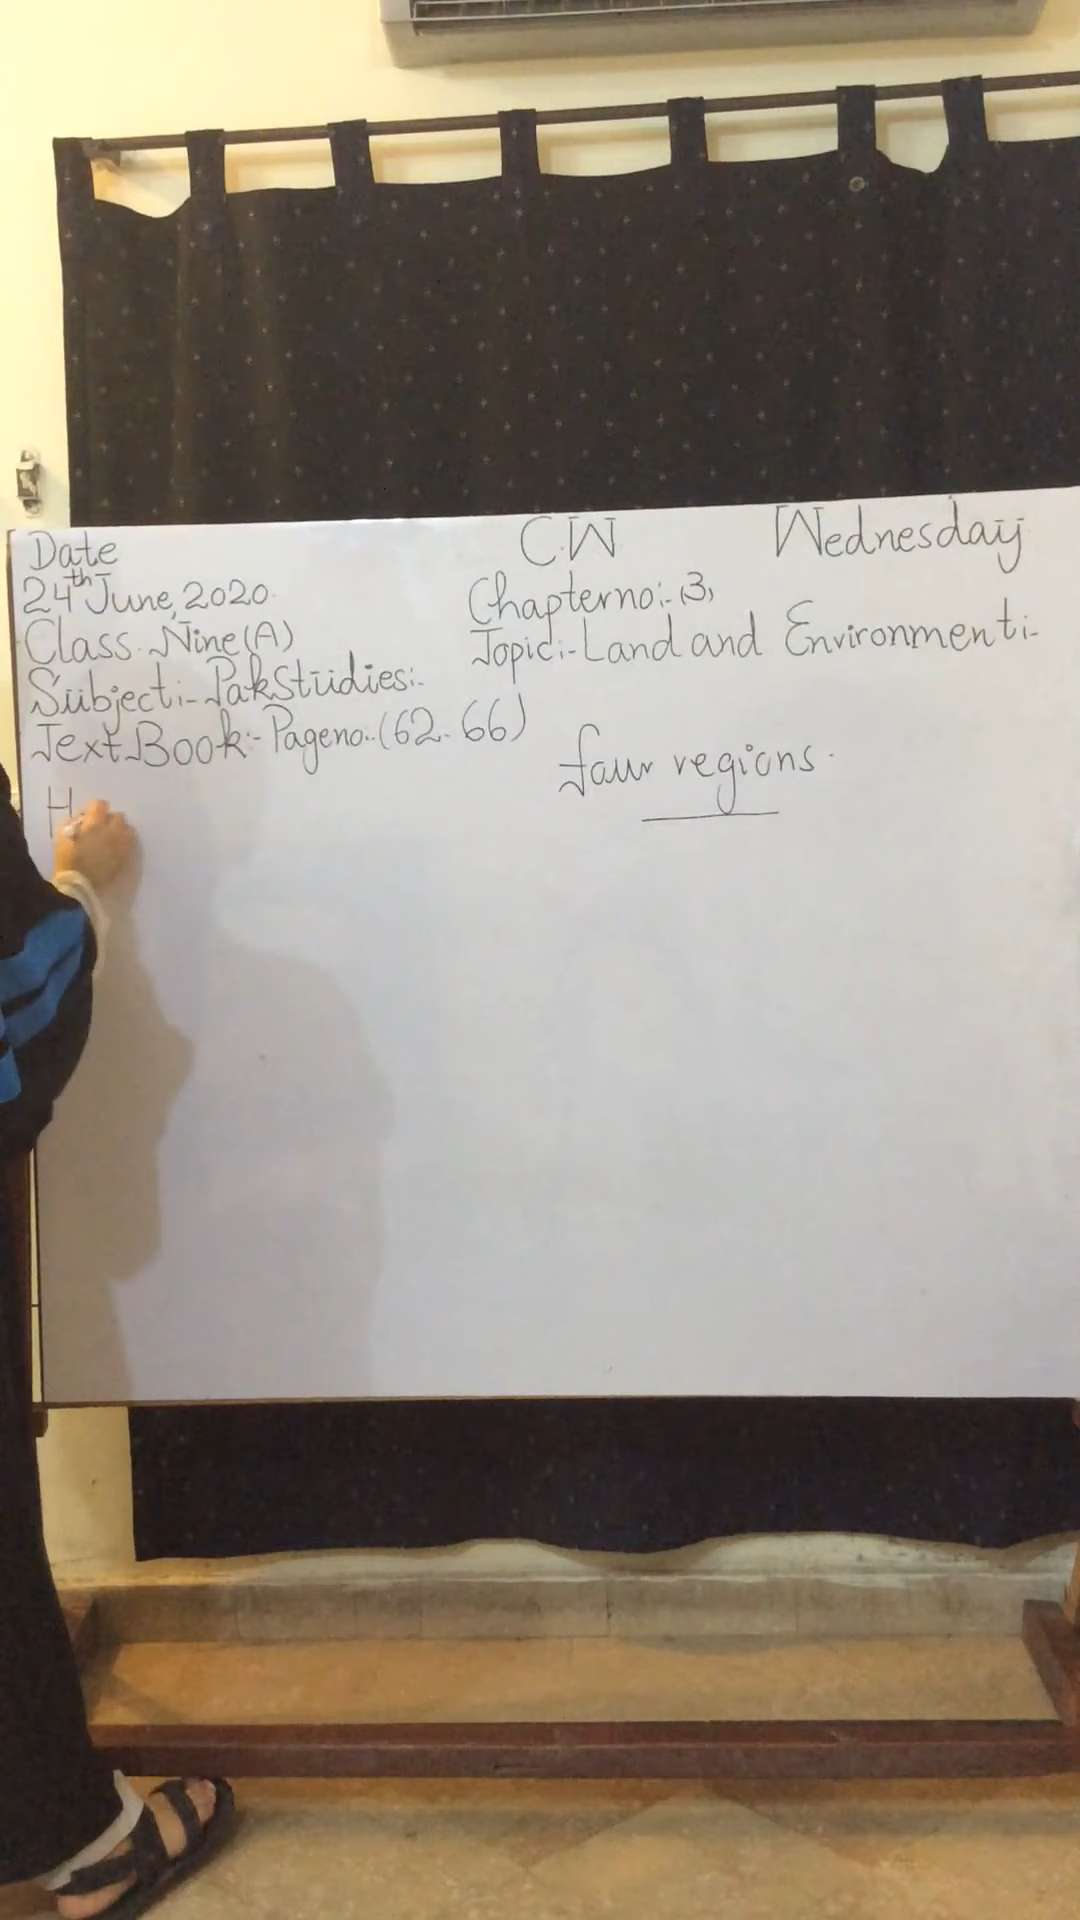 Date
C.W
Wednesday
24th June, 2020.
Chapter no:- 3,
Class. Nine(A)
Topic:- Land and Environment:-
Subject:- Pak Studies:-
Text Book:- Page no:.(62-66)
four regions.
H